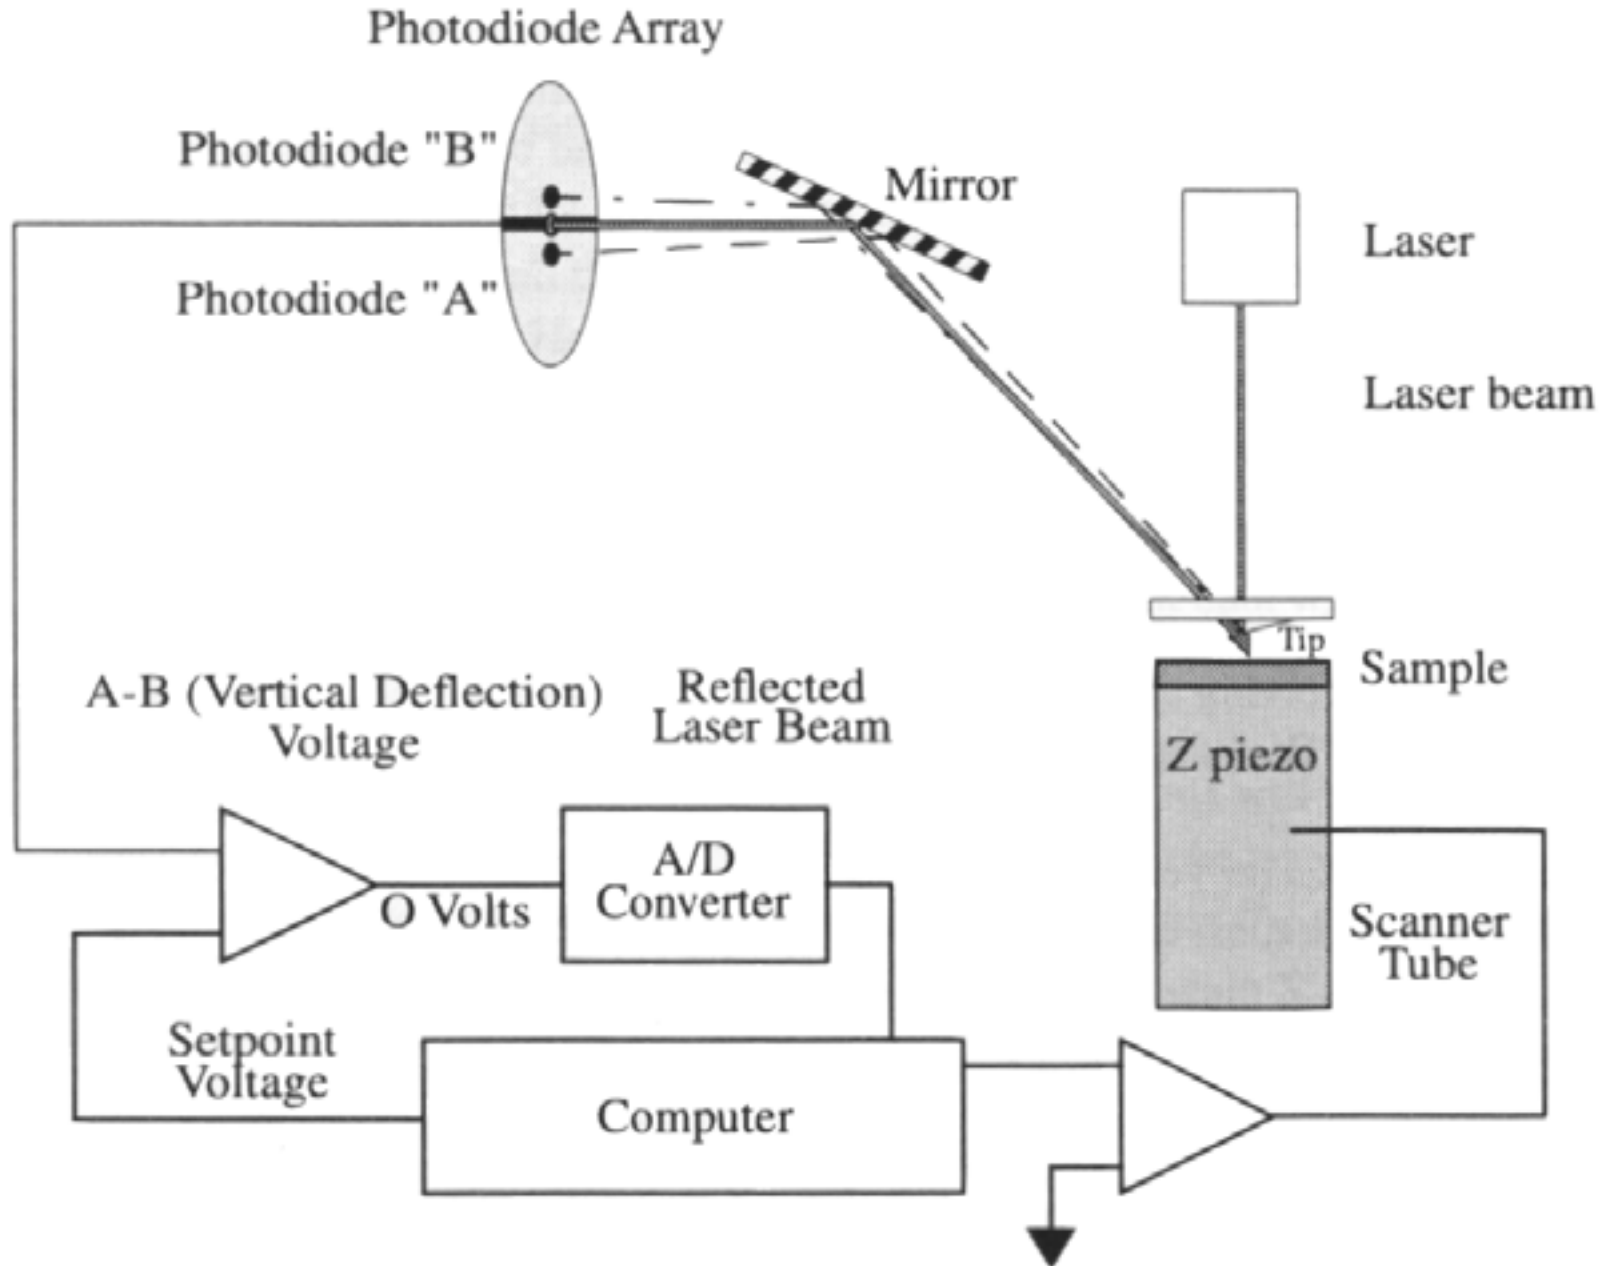 Photodiode Array
Photodiode "B"
Mirror
Photodiode "A"
Laser
Laser beam
Tip
Sample
A-B (Vertical Deflection)
Voltage
Reflected
Laser Beam
Z piezo
A/D
Converter
O Volts
Scanner
Tube
Setpoint
Voltage
Computer